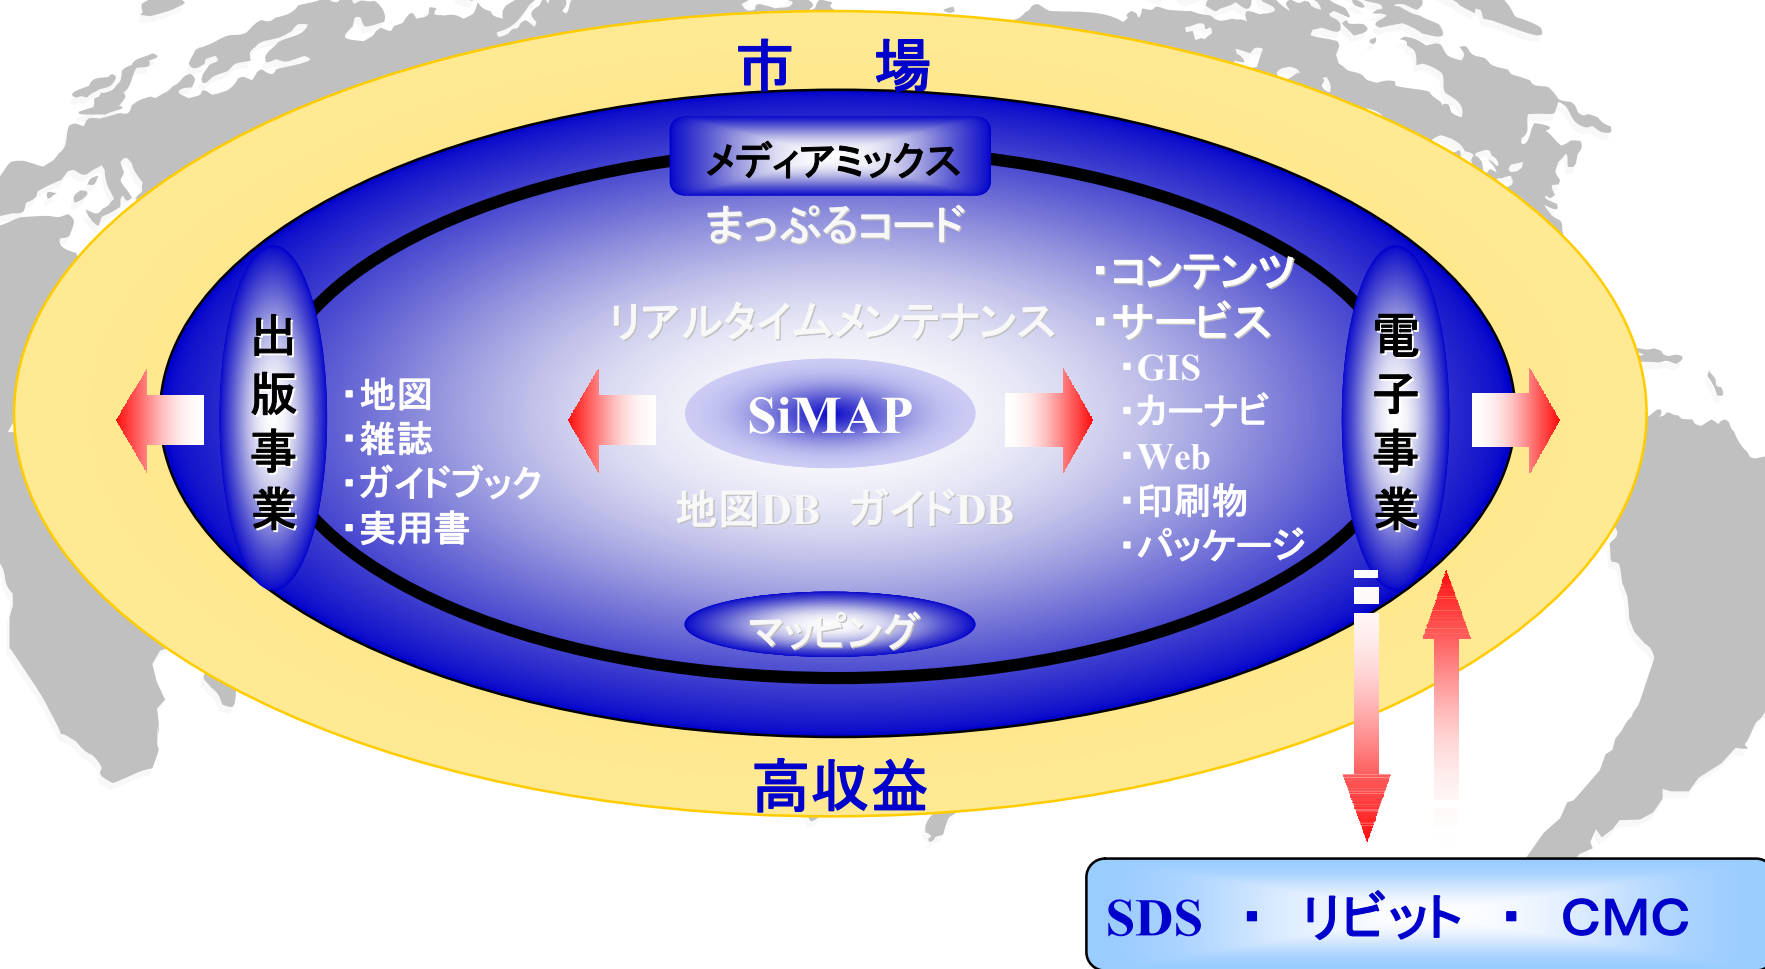 市　場
メディアミックス
まっぷるコード
リアルタイムメンテナンス
SiMAP
地図DB　ガイドDB
マッピング
出版事業
・地図
・雑誌
・ガイドブック
・実用書
・コンテンツ
・サービス
・GIS
・カーナビ
・Web
・印刷物
・パッケージ
電子事業
高収益
SDS　・　リビット　・　CMC